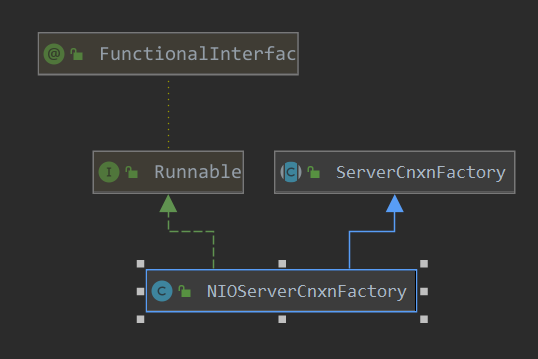 @ FunctionalInterfac
I Runnable
C ServerCnxnFactory
C NIOServerCnxnFactory